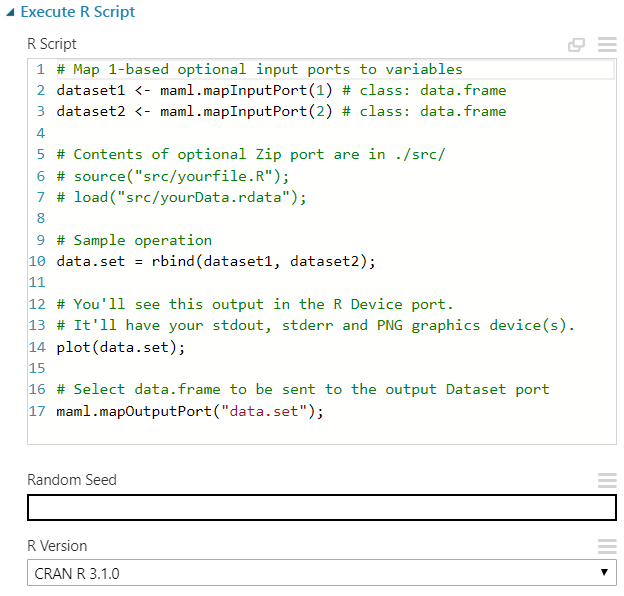 Execute R Script
R Script
1 # Map 1-based optional input ports to variables
2 dataset1 <- maml.mapInputPort(1) # class: data.frame
3 dataset2 <- maml.mapInputPort(2) # class: data.frame
4
5 # Contents of optional Zip port are in ./src/
6 # source("src/yourfile.R");
7 # load("src/yourData.rdata");
8
9 # Sample operation
10 data.set = rbind(dataset1, dataset2);
11
12 # You'll see this output in the R Device port.
13 # It'll have your stdout, stderr and PNG graphics device(s).
14 plot(data.set);
15
16 # Select data.frame to be sent to the output Dataset port
17 maml.mapOutputPort("data.set");
Random Seed
R Version
CRAN R 3.1.0